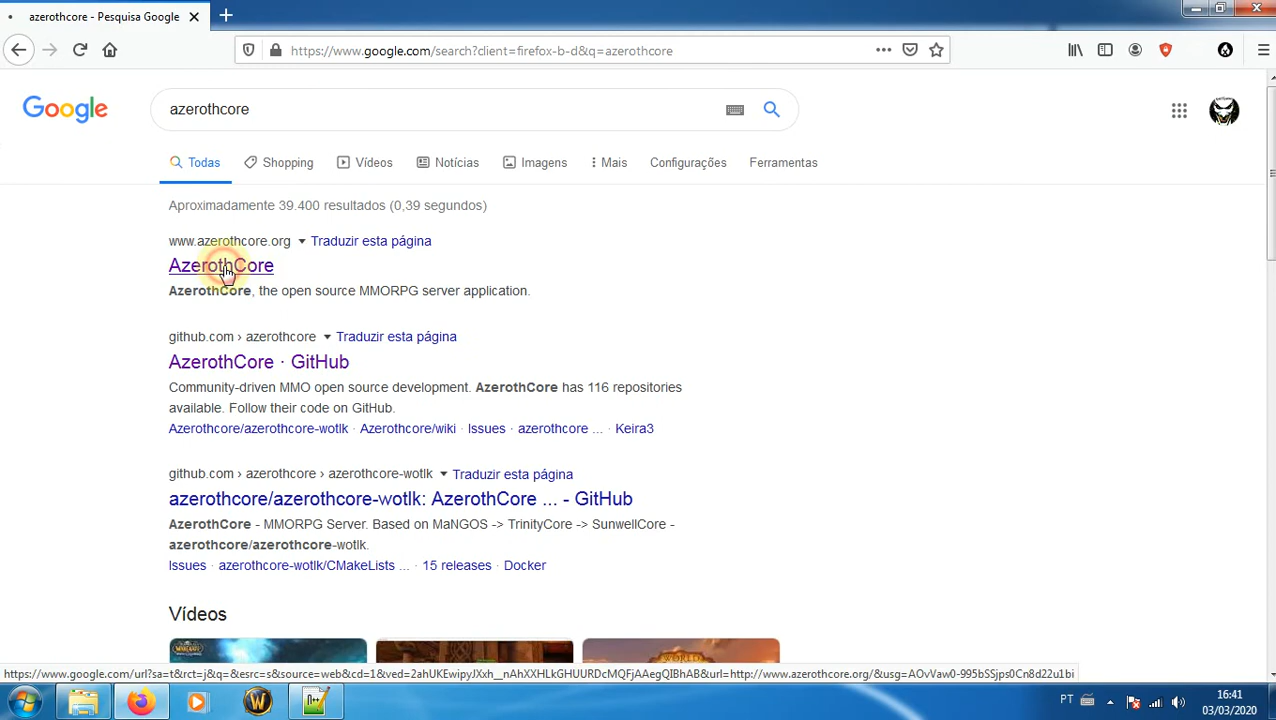 azerothcore - Pesquisa Google
https://www.google.com/search?client=firefox-b-d&q=azerothcore
Google
azerothcore
Todas Shopping Vídeos Notícias Imagens Mais Configurações Ferramentas
Aproximadamente 39.400 resultados (0,39 segundos)
www.azerothcore.org Traduzir esta página
AzerothCore
AzerothCore, the open source MMORPG server application.
github.com › azerothcore Traduzir esta página
AzerothCore · GitHub
Community-driven MMO open source development. AzerothCore has 116 repositories
available. Follow their code on GitHub.
Azerothcore/azerothcore-wotlk · Azerothcore/wiki · Issues · azerothcore ... · Keira3
github.com › azerothcore › azerothcore-wotlk Traduzir esta página
azerothcore/azerothcore-wotlk: AzerothCore ... - GitHub
AzerothCore - MMORPG Server. Based on MaNGOS -> TrinityCore -> SunwellCore -
azerothcore/azerothcore-wotlk.
Issues · azerothcore-wotlk/CMakeLists ... · 15 releases · Docker
Vídeos
https://www.google.com/url?sa=t&rct=j&q=&esrc=s&source=web&cd=1&ved=2ahUKEwipyJXxh__nAhXXHLkGHUURDcMQFjAAegQIBhAB&url=http://www.azerothcore.org/&usg=AOvVaw0-995bSSjps0Cn8d22u1bi
PT
16:41
03/03/2020